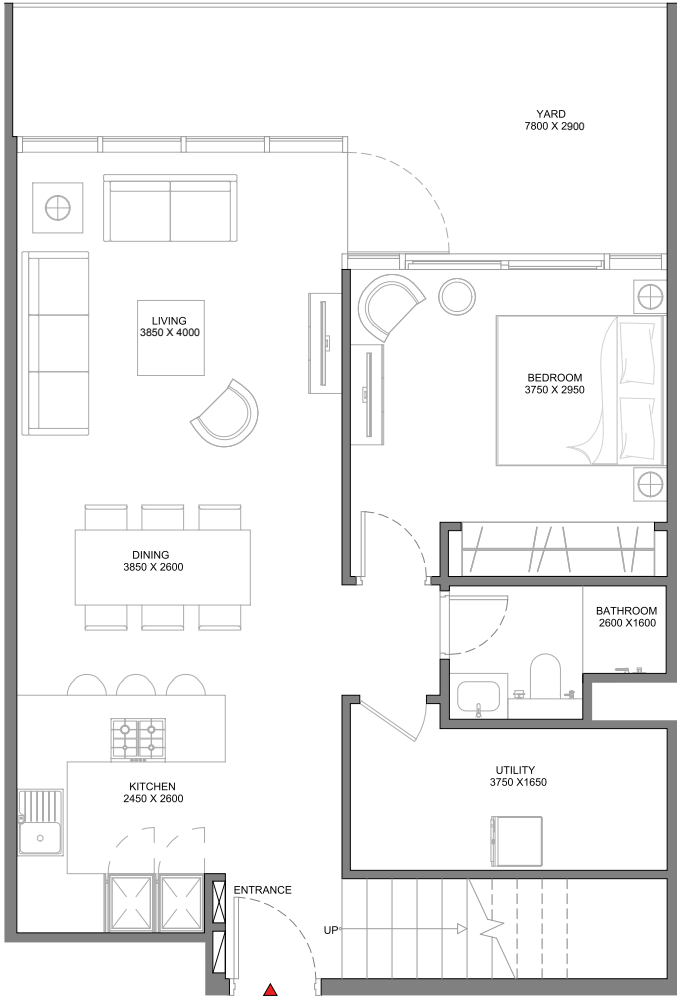 YARD
7800 X 2900
LIVING
3850 X 4000
BEDROOM
3750 X 2950
DINING
3850 X 2600
BATHROOM
2600 X1600
UTILITY
3750 X1650
KITCHEN
2450 X 2600
ENTRANCE
UP